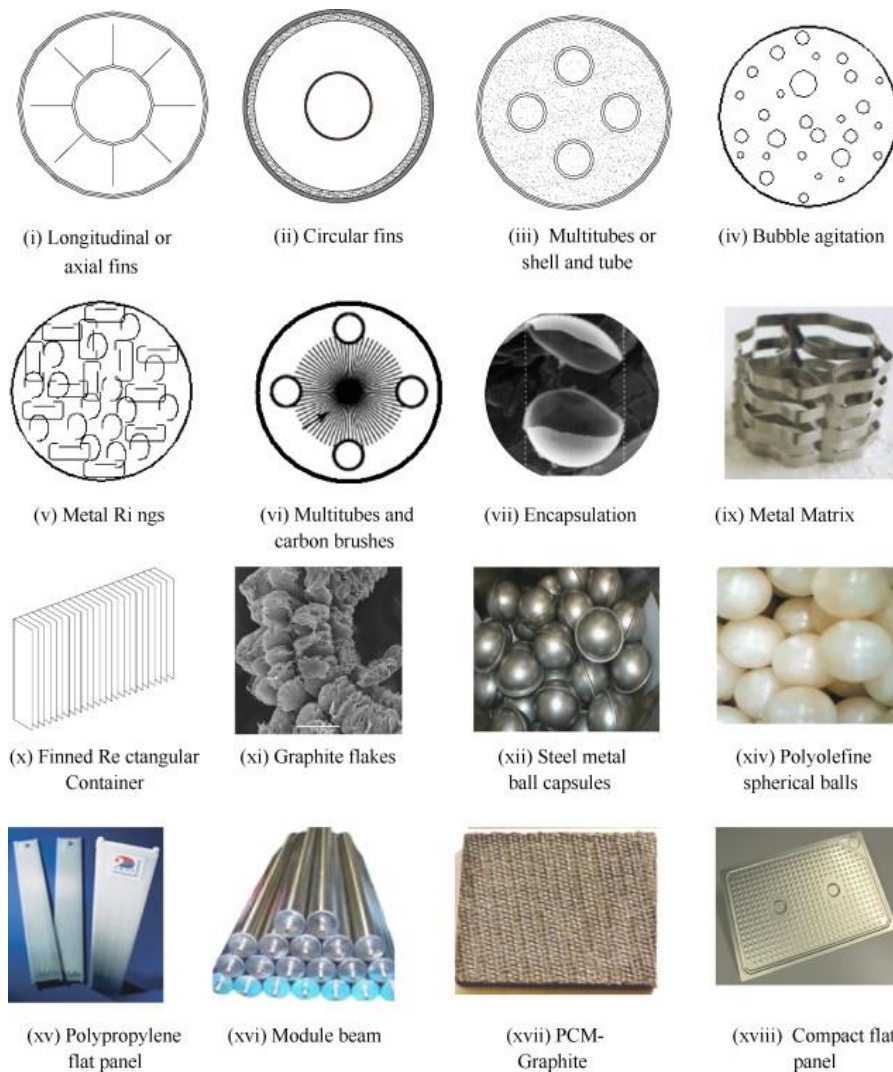 (i) Longitudinal or
axial fins
(ii) Circular fins
(iii) Multitubes or
shell and tube
(iv) Bubble agitation
(v) Metal Ri ngs
(vi) Multitubes and
carbon brushes
(vii) Encapsulation
(ix) Metal Matrix
(x) Finned Re ctangular
Container
(xi) Graphite flakes
(xii) Steel metal
ball capsules
(xiv) Polyolefine
spherical balls
(xv) Polypropylene
flat panel
(xvi) Module beam
(xvii) PCM-
Graphite
(xviii) Compact flat
panel